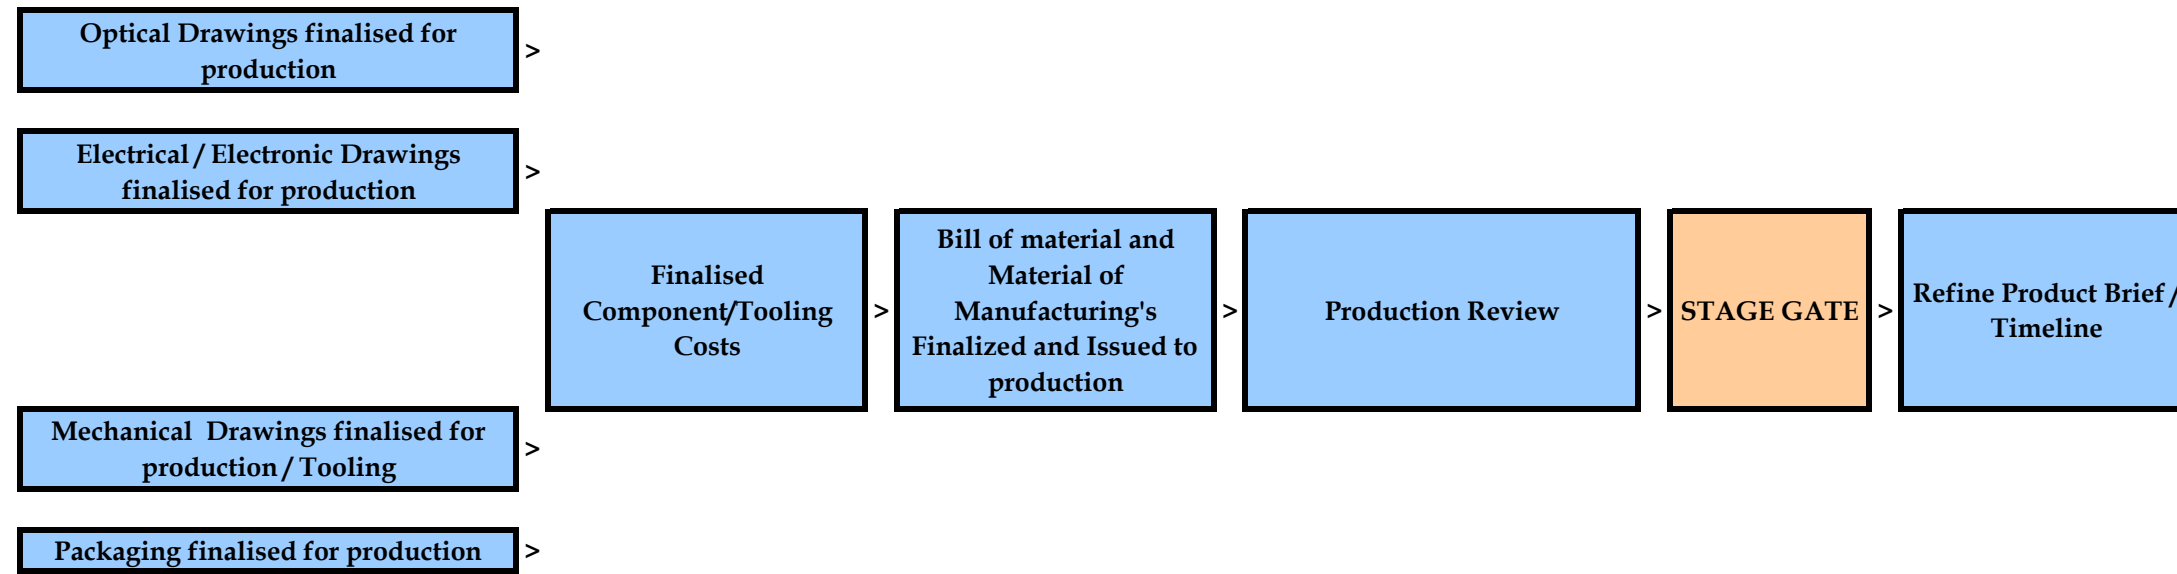 Optical Drawings finalised for
production
>
Electrical / Electronic Drawings
finalised for production
>
Finalised
Component/Tooling
Costs
>
Bill of material and
Material of
Manufacturing's
Finalized and Issued to
production
>
Production Review
>
STAGE GATE
>
Refine Product Brief /
Timeline
Mechanical  Drawings finalised for
production / Tooling
>
Packaging finalised for production
>